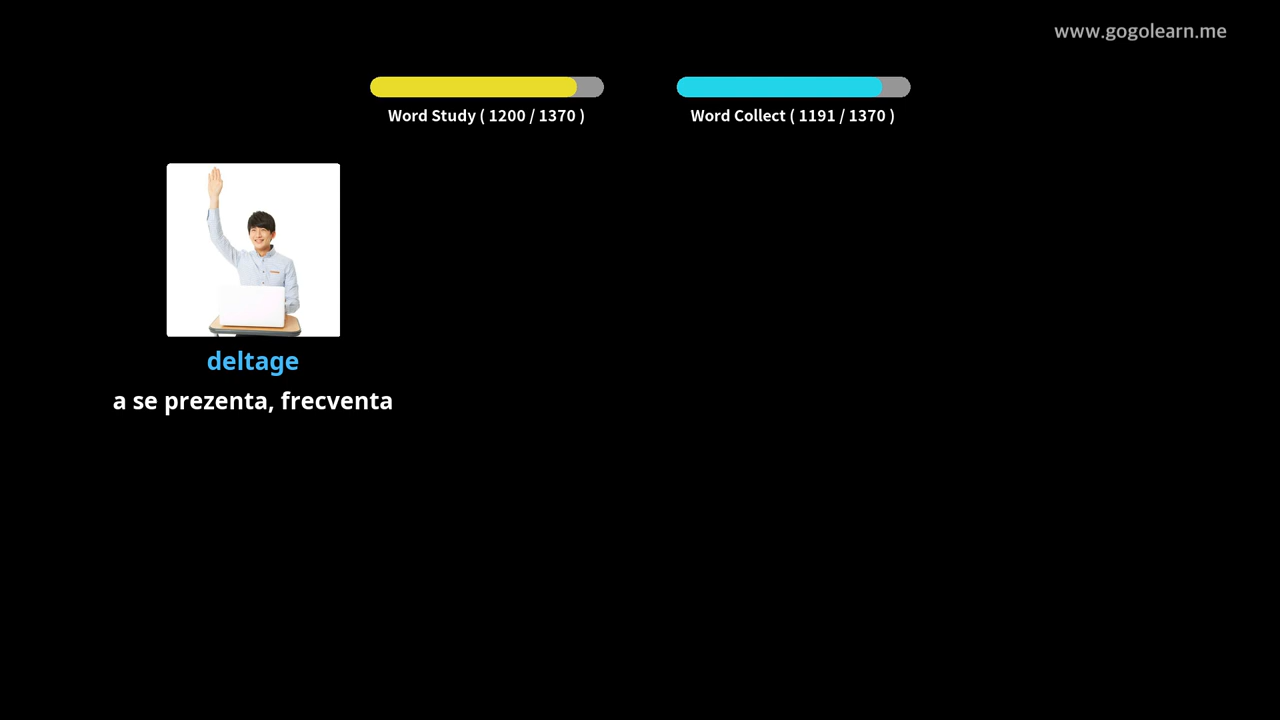 www.gogolearn.me
Word Study ( 1200 / 1370 )
Word Collect ( 1191 / 1370 )
deltage
a se prezenta, frecventa